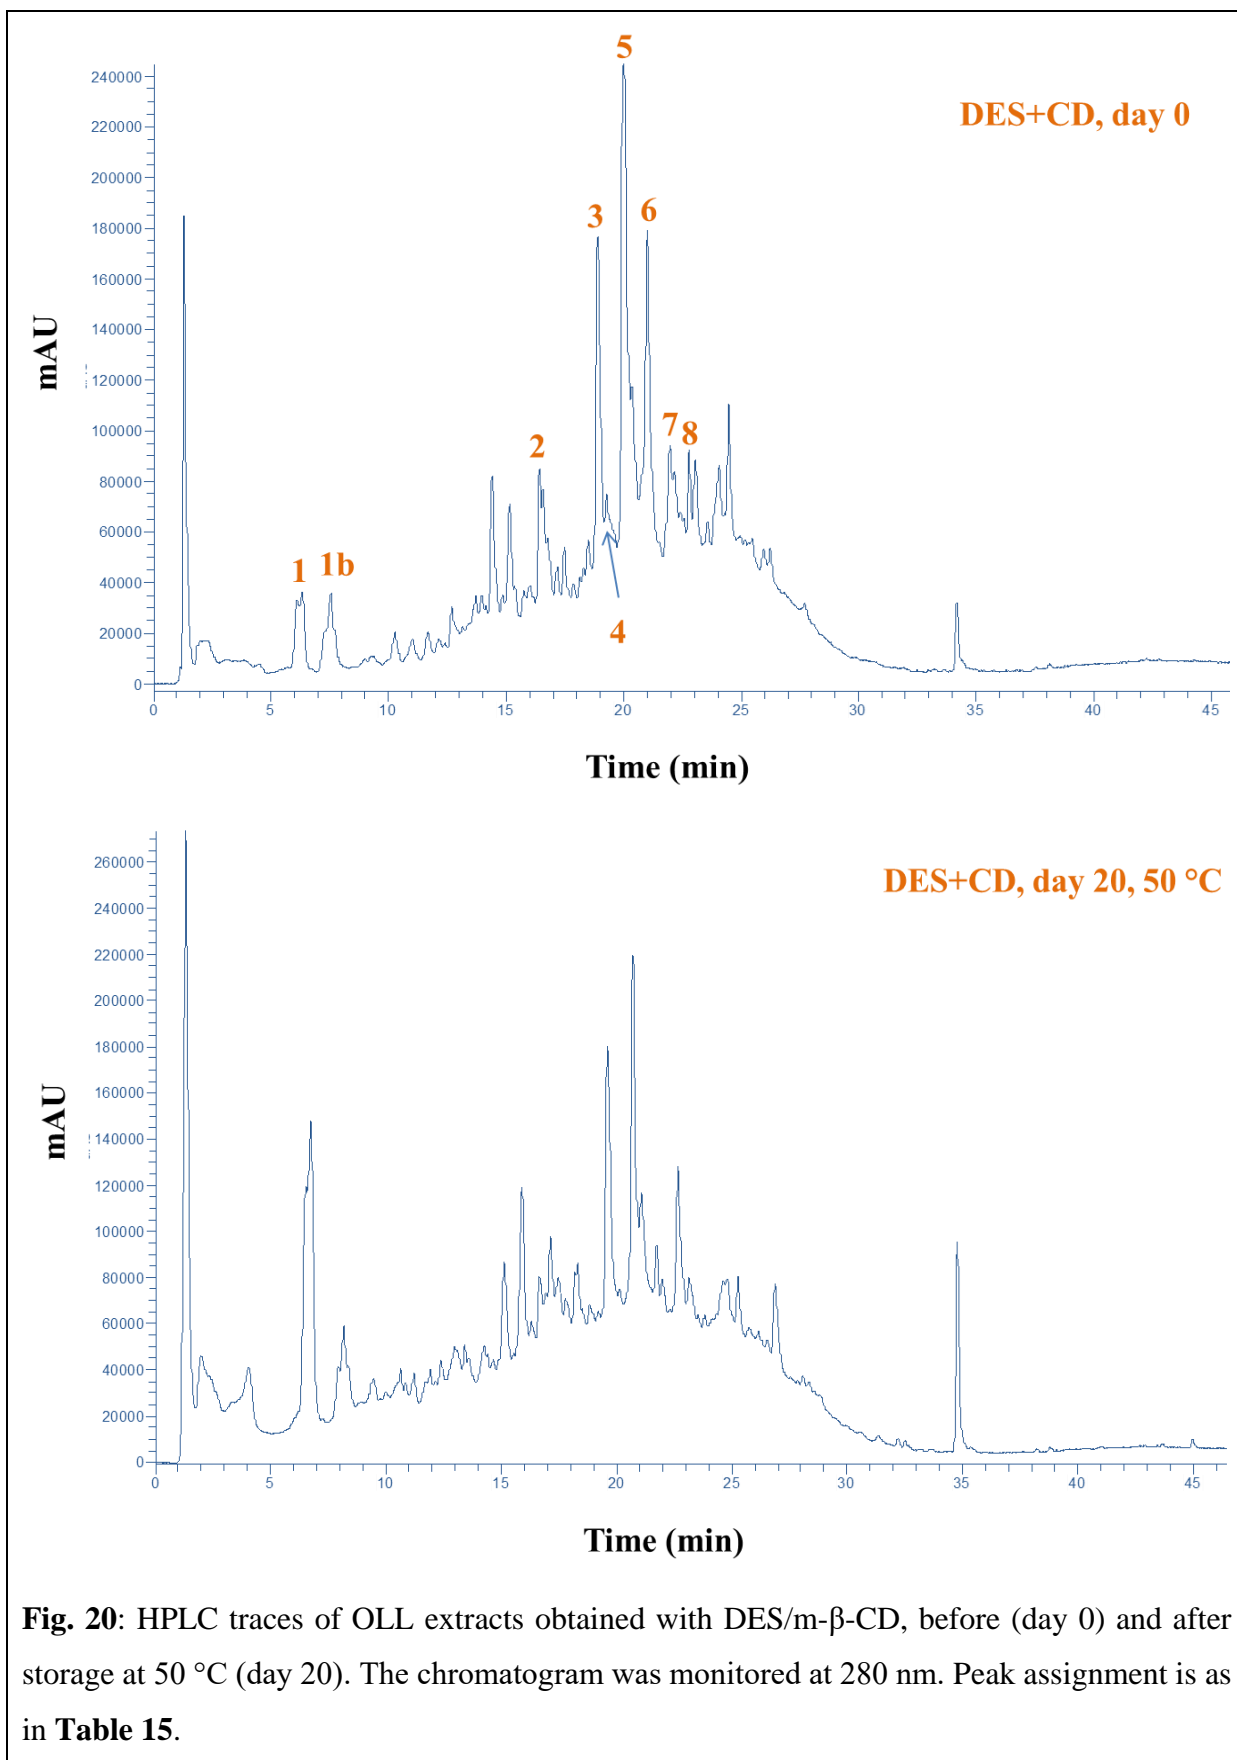 5
240000
220000
DES+CD, day 0
200000
180000
3
6
160000
140000
mAU
120000
100000
7
8
2
80000
60000
1
1b
40000
4
20000
0
0 5 10 15 20 25 30 35 40 45
Time (min)
260000
DES+CD, day 20, 50 °C
240000
220000
200000
180000
160000
mAU
140000
120000
100000
80000
60000
40000
20000
0
0 5 10 15 20 25 30 35 40 45
Time (min)
Fig. 20: HPLC traces of OLL extracts obtained with DES/m-β-CD, before (day 0) and after
storage at 50 °C (day 20). The chromatogram was monitored at 280 nm. Peak assignment is as
in Table 15.